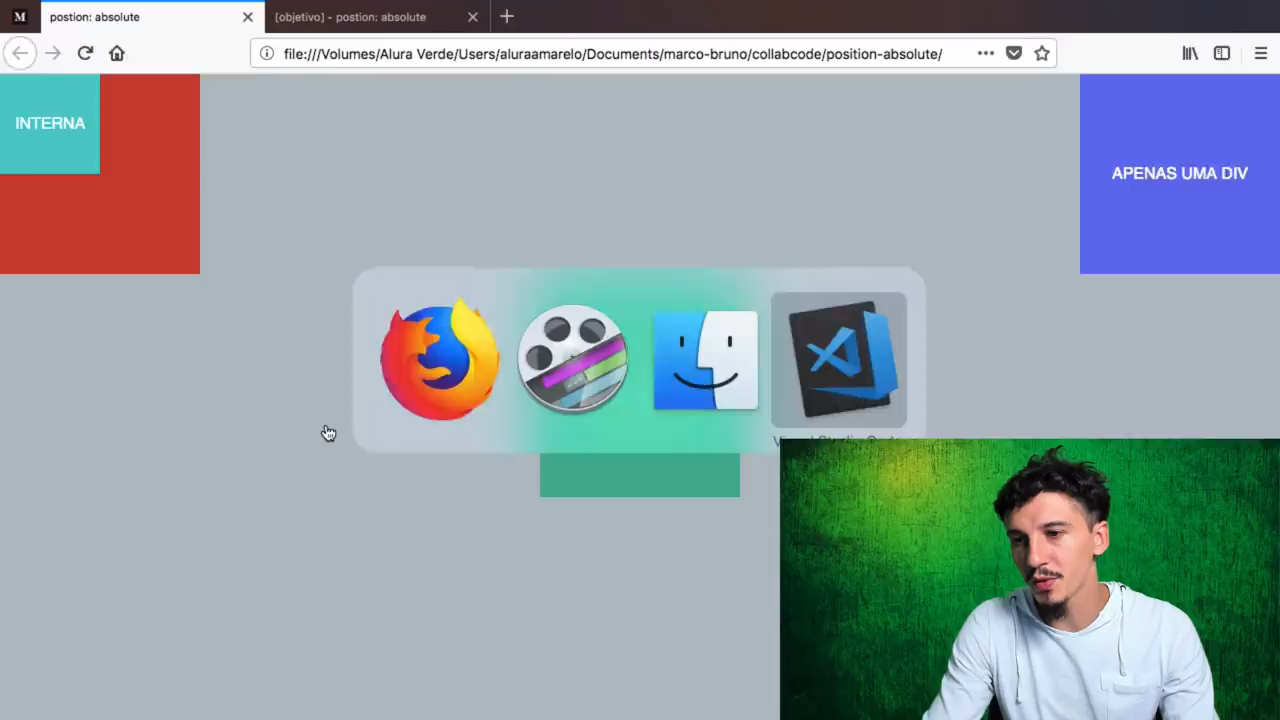 M
postion: absolute
[objetivo] - postion: absolute
file:///Volumes/Alura Verde/Users/aluraamarelo/Documents/marco-bruno/collabcode/position-absolute/
INTERNA
APENAS UMA DIV